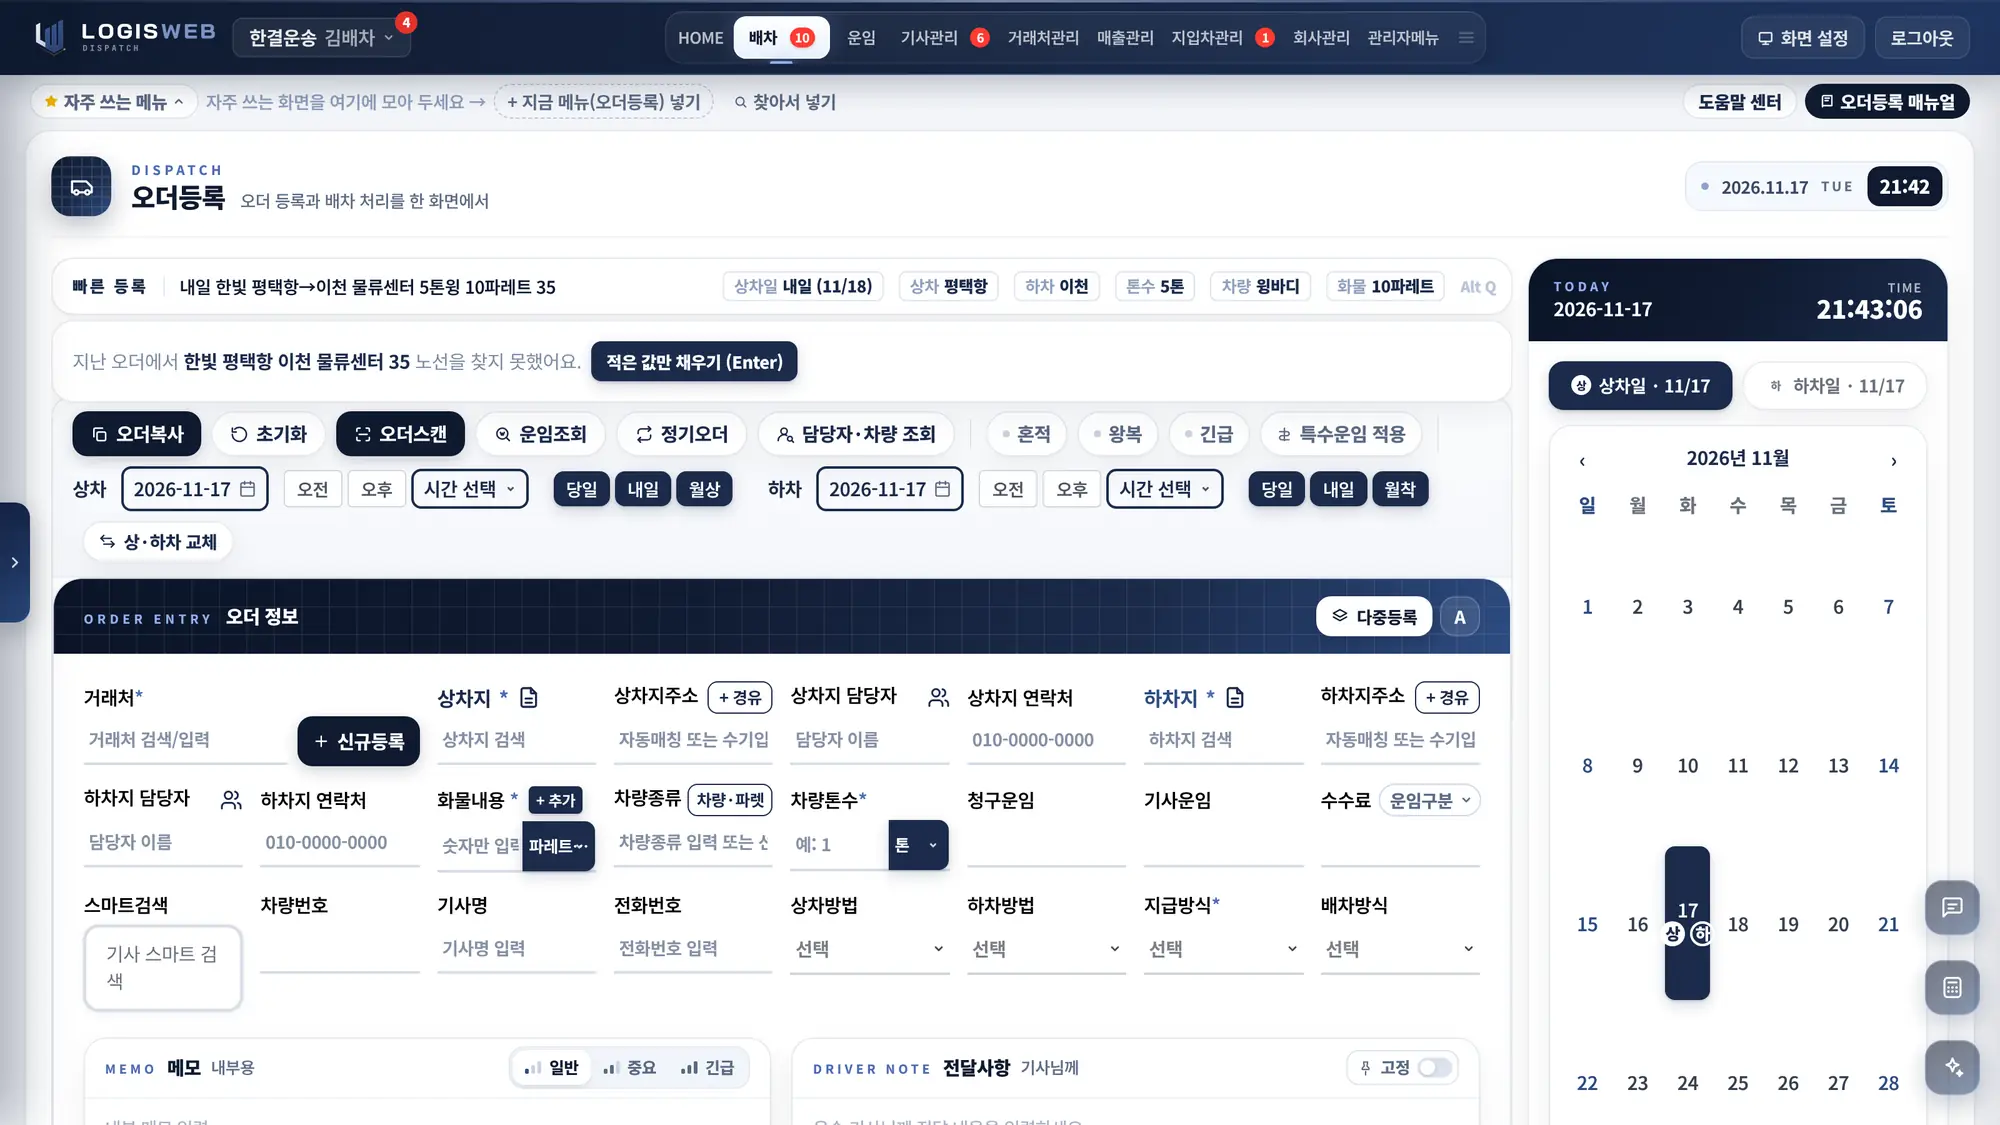 LOGISWEB
DISPATCH
한결운송 김배차
4
HOME
배차 10
운임
기사관리 6
거래처관리
매출관리
지입차관리 1
회사관리
관리자메뉴
화면 설정
로그아웃
자주 쓰는 메뉴
자주 쓰는 화면을 여기에 모아 두세요 →
+ 지금 메뉴(오더등록) 넣기
찾아서 넣기
도움말 센터
오더등록 매뉴얼
DISPATCH
오더등록 오더 등록과 배차 처리를 한 화면에서
2026.11.17 TUE 21:42
빠른 등록
내일 한빛 평택항→이천 물류센터 5톤윙 10파레트 35
상차일 내일 (11/18)
상차 평택항
하차 이천
톤수 5톤
차량 윙바디
화물 10파레트
Alt Q
지난 오더에서 한빛 평택항 이천 물류센터 35 노선을 찾지 못했어요.
적은 값만 채우기 (Enter)
오더복사
초기화
오더스캔
운임조회
정기오더
담당자·차량 조회
혼적
왕복
긴급
특수운임 적용
상차 2026-11-17 오전 오후 시간 선택 당일 내일 월상
하차 2026-11-17 오전 오후 시간 선택 당일 내일 월착
상·하차 교체
ORDER ENTRY 오더 정보
다중등록
A
거래처*
거래처 검색/입력
+ 신규등록
상차지 *
상차지 검색
상차지주소 + 경유
자동매칭 또는 수기입
상차지 담당자
담당자 이름
상차지 연락처
010-0000-0000
하차지 *
하차지 검색
하차지주소 + 경유
자동매칭 또는 수기입
하차지 담당자
담당자 이름
하차지 연락처
010-0000-0000
화물내용 * + 추가
숫자만 입력
파레트
차량종류 차량·파렛
차량종류 입력 또는
차량톤수*
예: 1
톤
청구운임
기사운임
수수료 운임구분
스마트검색
기사 스마트 검
색
차량번호
기사명
기사명 입력
전화번호
전화번호 입력
상차방법
선택
하차방법
선택
지급방식*
선택
배차방식
선택
MEMO 메모 내부용
일반
중요
긴급
DRIVER NOTE 전달사항 기사님께
고정
TODAY
2026-11-17
TIME
21:43:06
상 상차일 · 11/17
하 하차일 · 11/17
‹ 2026년 11월 ›
일 월 화 수 목 금 토
1 2 3 4 5 6 7
8 9 10 11 12 13 14
15 16 17 18 19 20 21
상 하
22 23 24 25 26 27 28